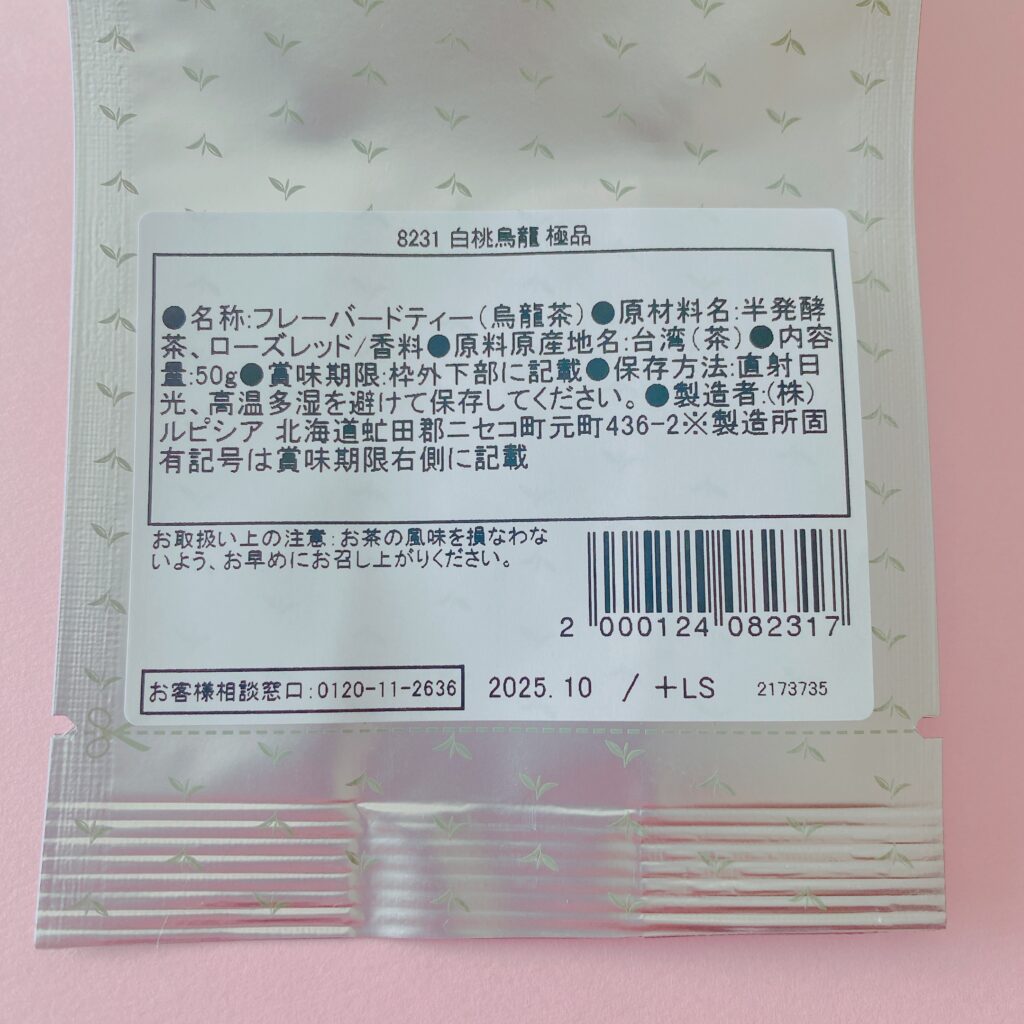 8231 白桃烏龍 極品
●名称:フレーバードティー(烏龍茶)●原材料名:半発酵
茶、ローズレッド/香料●原料原産地名:台湾(茶)●内容
量:50g●賞味期限:枠外下部に記載●保存方法:直射日
光、高温多湿を避けて保存してください。●製造者:(株)
ルピシア 北海道虻田郡ニセコ町元町436-2※製造所固
有記号は賞味期限右側に記載
お取扱い上の注意:お茶の風味を損なわな
いよう、お早めにお召し上がりください。
2 000124 082317
お客様相談窓口:0120-11-2636
2025.10 / +LS 2173735